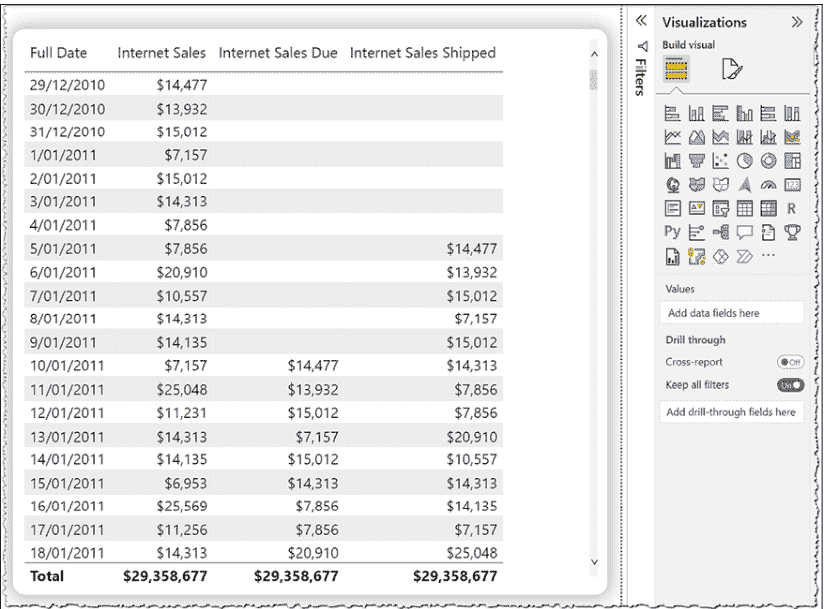 Full Date Internet Sales Internet Sales Due Internet Sales Shipped
29/12/2010 $14,477
30/12/2010 $13,932
31/12/2010 $15,012
1/01/2011 $7,157
2/01/2011 $15,012
3/01/2011 $14,313
4/01/2011 $7,856
5/01/2011 $7,856 $14,477
6/01/2011 $20,910 $13,932
7/01/2011 $10,557 $15,012
8/01/2011 $14,313 $7,157
9/01/2011 $14,135 $15,012
10/01/2011 $7,157 $14,477 $14,313
11/01/2011 $25,048 $13,932 $7,856
12/01/2011 $11,231 $15,012 $7,856
13/01/2011 $14,313 $7,157 $20,910
14/01/2011 $14,135 $15,012 $10,557
15/01/2011 $6,953 $14,313 $14,313
16/01/2011 $25,569 $7,856 $14,135
17/01/2011 $11,256 $7,856 $7,157
18/01/2011 $14,313 $20,910 $25,048
Total $29,358,677 $29,358,677 $29,358,677
Filters
Visualizations
Build visual
123
R
Py
Values
Add data fields here
Drill through
Cross-report Off
Keep all filters On
Add drill-through fields here